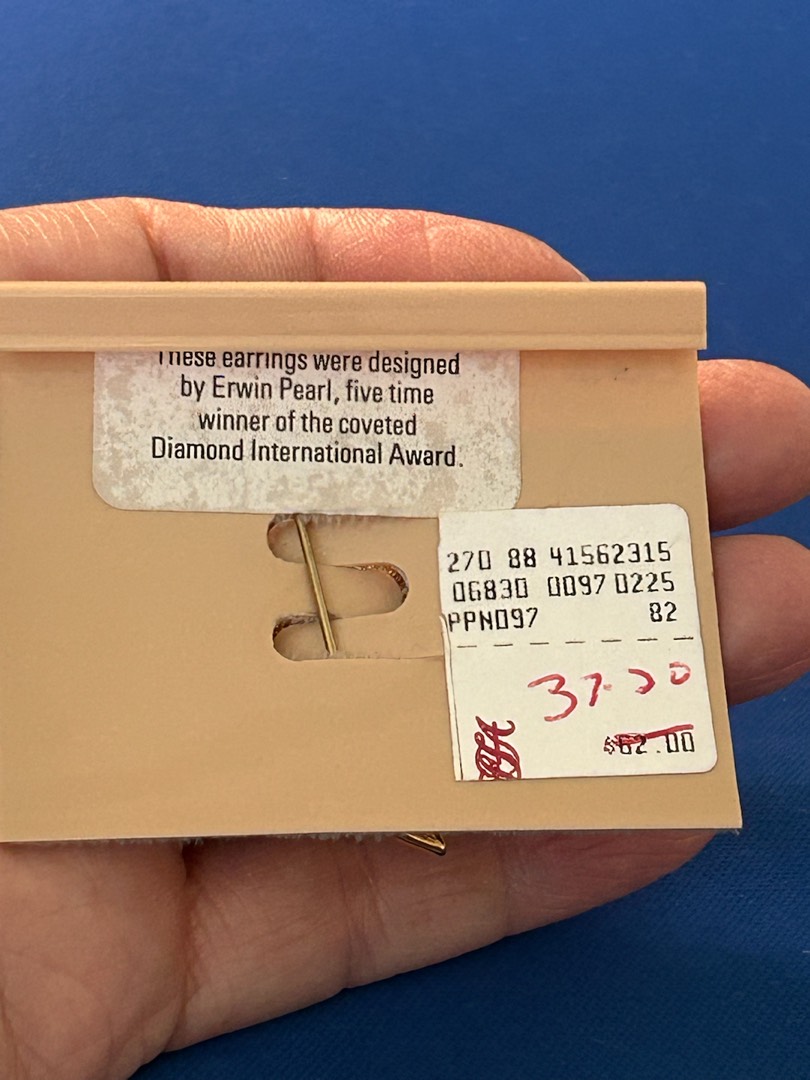 These earrings were designed
by Erwin Pearl, five time
winner of the coveted
Diamond International Award.
270 88 41562315
06830 0097 0225
PPN097 82
37.20
$62.00